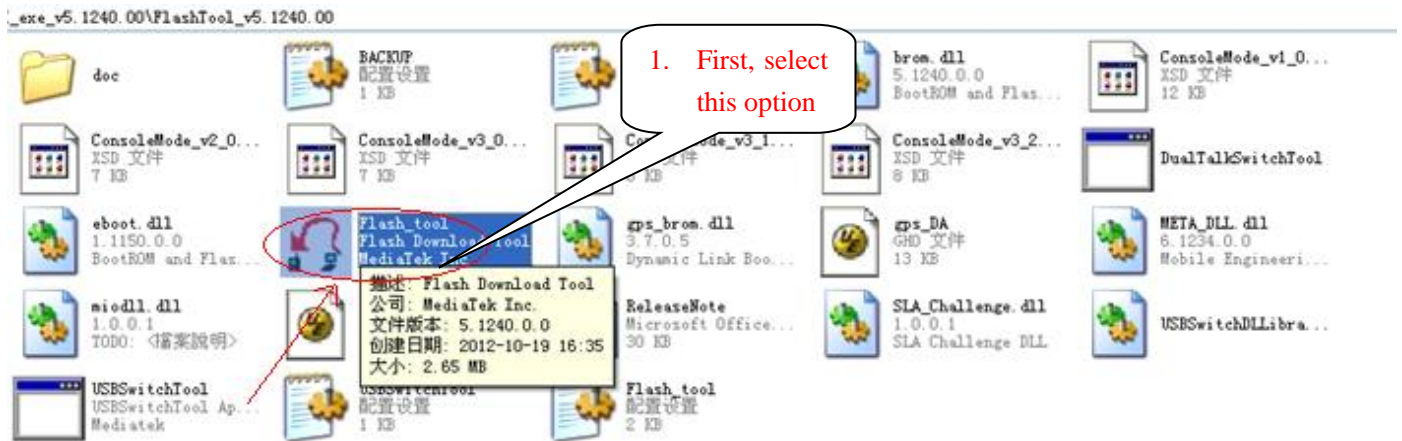 _exe_v5.1240.00\FlashTool_v5.1240.00
doc
BACKUP
配置设置
1 KB
1. First, select
this option
brom.dll
5.1240.0.0
BootROM and Flas...
ConsoleMode_v1_0...
XSD 文件
12 KB
ConsoleMode_v2_0...
XSD 文件
7 KB
ConsoleMode_v3_0...
XSD 文件
7 KB
de_v3_1...
文件
KB
ConsoleMode_v3_2...
XSD 文件
8 KB
DualTalkSwitchTool
eboot.dll
1.1150.0.0
BootROM and Flas...
Flash_tool
Flash Download Tool
MediaTek Inc.
gps_brom.dll
3.7.0.5
Dynamic Link Boo...
gps_DA
GHO 文件
13 KB
META_DLL.dll
6.1234.0.0
Mobile Engineeri...
描述: Flash Download Tool
公司: MediaTek Inc.
文件版本: 5.1240.0.0
创建日期: 2012-10-19 16:35
大小: 2.65 MB
miodll.dll
1.0.0.1
TODO: <檔案說明>
ReleaseNote
Microsoft Office...
30 KB
SLA_Challenge.dll
1.0.0.1
SLA Challenge DLL
USBSwitchDLLibra...
USBSwitchTool
USBSwitchTool Ap...
Mediatek
USBSwitchTool
配置设置
1 KB
Flash_tool
配置设置
2 KB